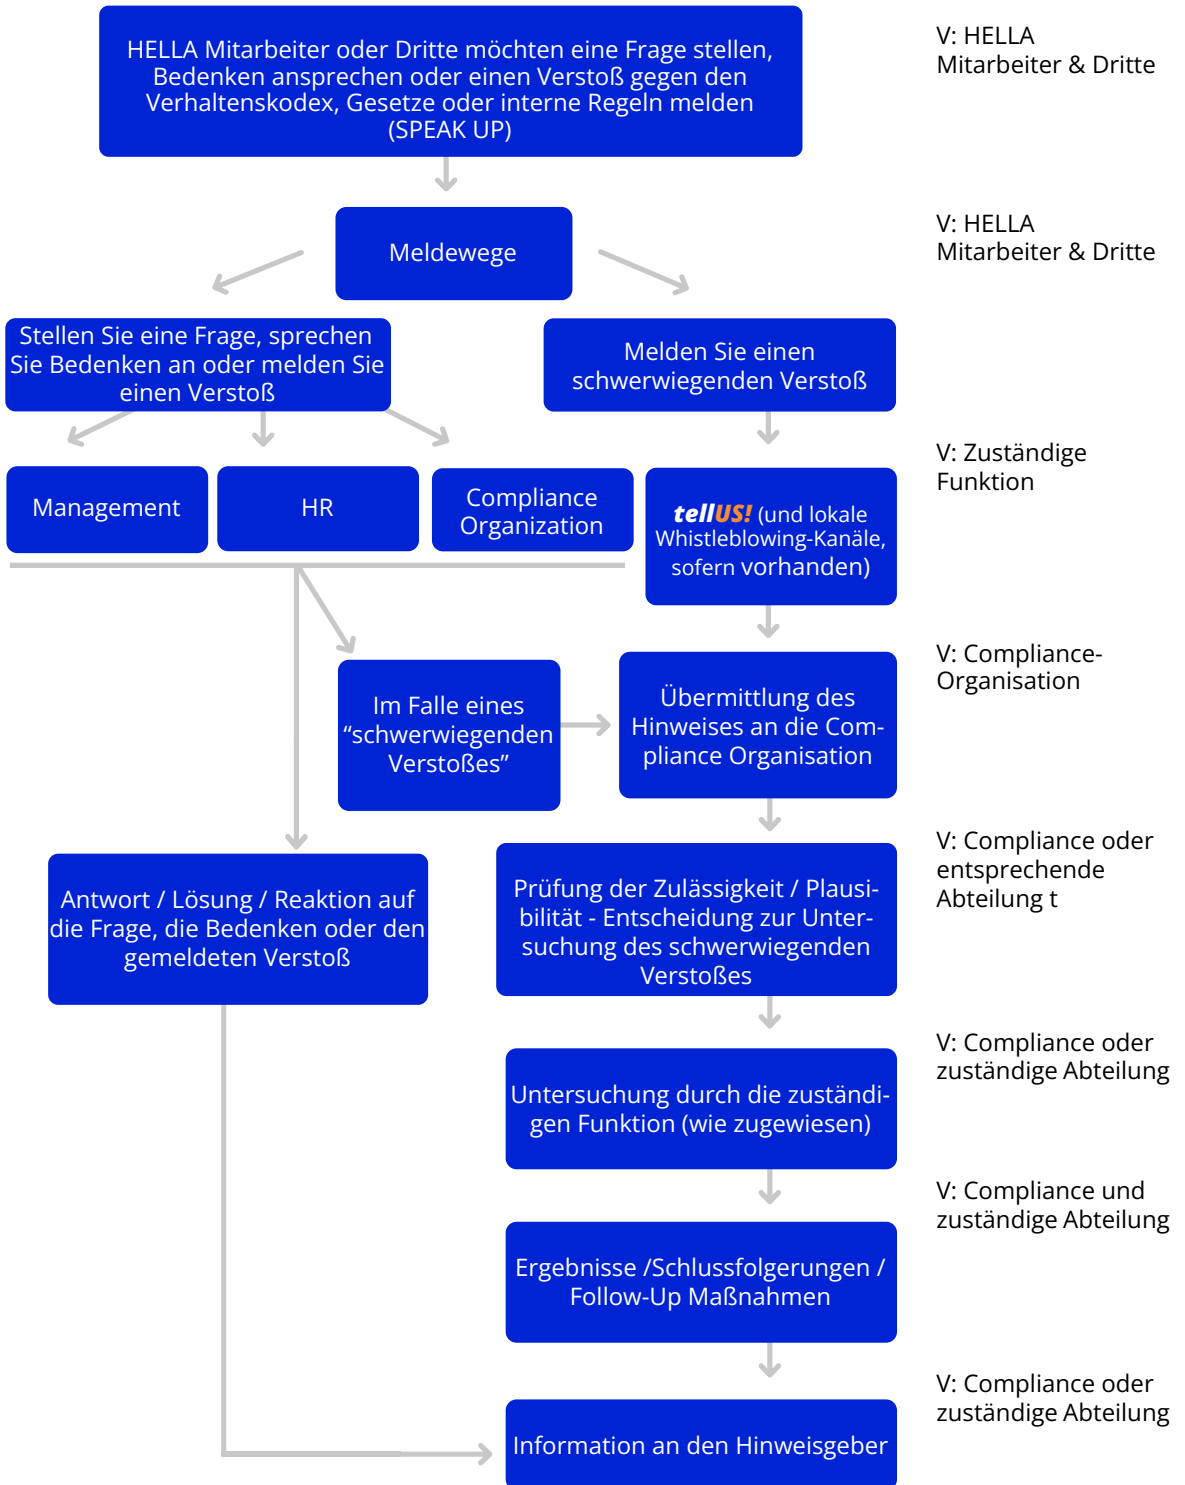 HELLA Mitarbeiter oder Dritte möchten eine Frage stellen,
Bedenken ansprechen oder einen Verstoß gegen den
Verhaltenskodex, Gesetze oder interne Regeln melden
(SPEAK UP)
V: HELLA
Mitarbeiter & Dritte
Meldewege
V: HELLA
Mitarbeiter & Dritte
Stellen Sie eine Frage, sprechen
Sie Bedenken an oder melden Sie
einen Verstoß
Melden Sie einen
schwerwiegenden Verstoß
Management
HR
Compliance
Organization
tellUS! (und lokale
Whistleblowing-Kanäle,
sofern vorhanden)
V: Zuständige
Funktion
Im Falle eines
“schwerwiegenden
Verstoßes”
Übermittlung des
Hinweises an die Com-
pliance Organisation
V: Compliance-
Organisation
Antwort / Lösung / Reaktion auf
die Frage, die Bedenken oder den
gemeldeten Verstoß
Prüfung der Zulässigkeit / Plausi-
bilität - Entscheidung zur Unter-
suchung des schwerwiegenden
Verstoßes
V: Compliance oder
entsprechende
Abteilung t
Untersuchung durch die zuständi-
gen Funktion (wie zugewiesen)
V: Compliance oder
zuständige Abteilung
Ergebnisse /Schlussfolgerungen /
Follow-Up Maßnahmen
V: Compliance und
zuständige Abteilung
Information an den Hinweisgeber
V: Compliance oder
zuständige Abteilung